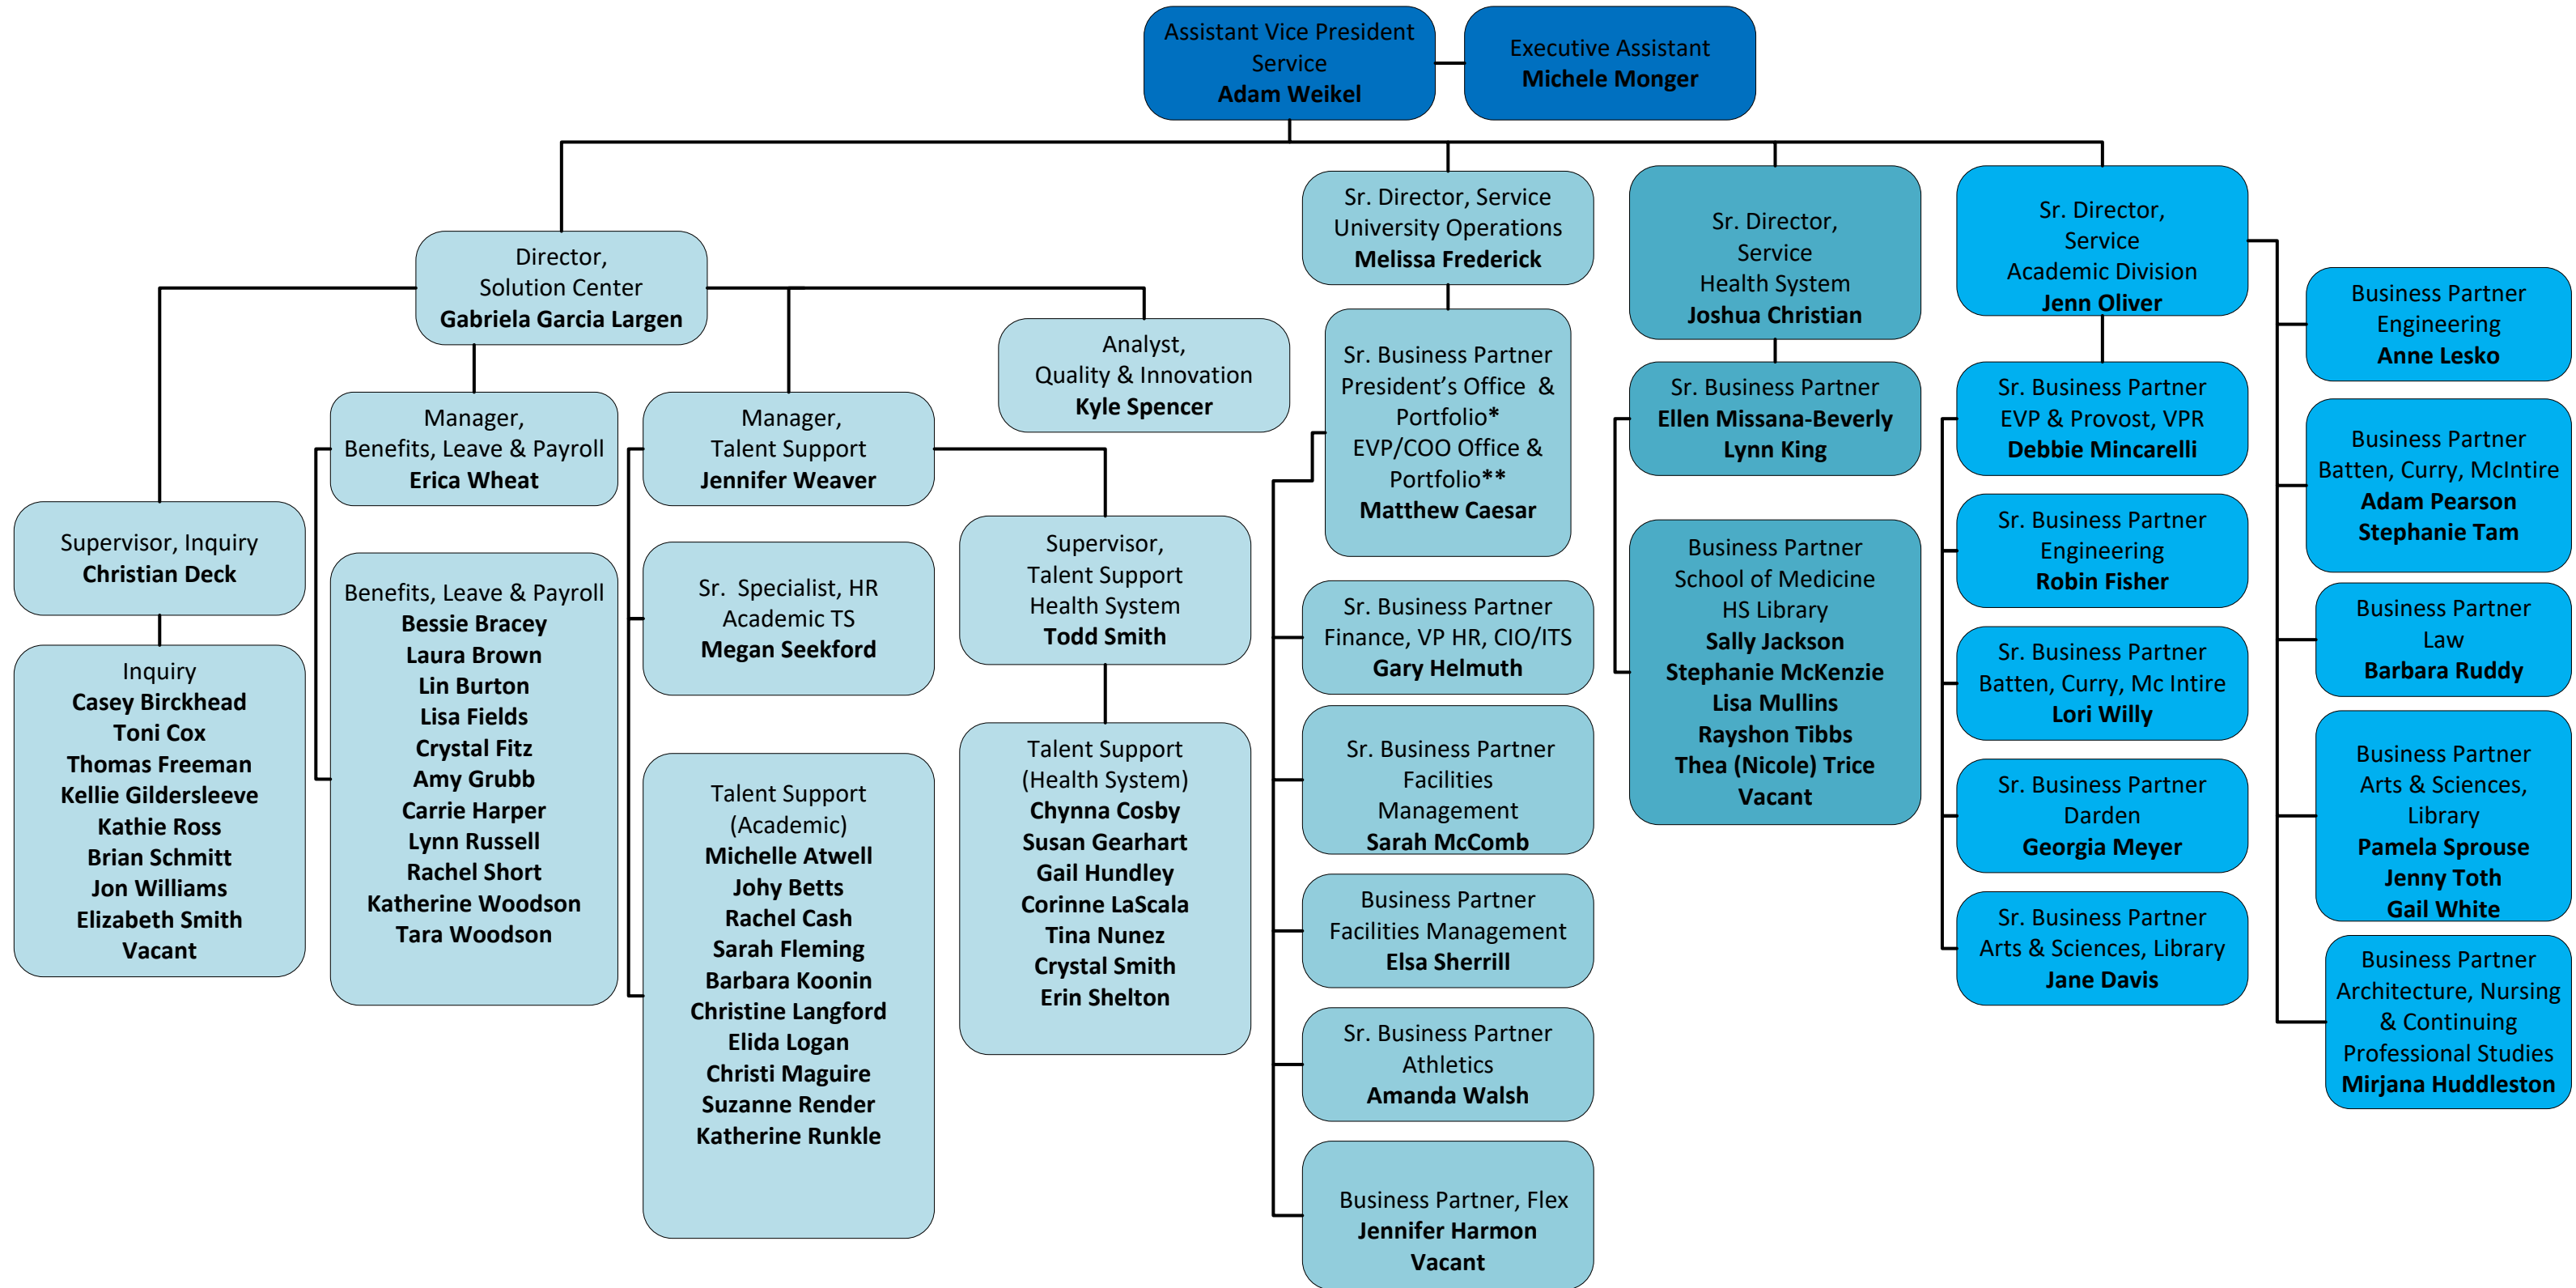 Assistant Vice President
Service
Adam Weikel
Executive Assistant
Michele Monger
Director,
Solution Center
Gabriela Garcia Largen
Supervisor, Inquiry
Christian Deck
Inquiry
Casey Birckhead
Toni Cox
Thomas Freeman
Kellie Gildersleeve
Kathie Ross
Brian Schmitt
Jon Williams
Elizabeth Smith
Vacant
Manager,
Benefits, Leave & Payroll
Erica Wheat
Benefits, Leave & Payroll
Bessie Bracey
Laura Brown
Lin Burton
Lisa Fields
Crystal Fitz
Amy Grubb
Carrie Harper
Lynn Russell
Rachel Short
Katherine Woodson
Tara Woodson
Manager,
Talent Support
Jennifer Weaver
Sr.  Specialist, HR
Academic TS
Megan Seekford
Talent Support
(Academic)
Michelle Atwell
Johy Betts
Rachel Cash
Sarah Fleming
Barbara Koonin
Christine Langford
Elida Logan
Christi Maguire
Suzanne Render
Katherine Runkle
Analyst,
Quality & Innovation
Kyle Spencer
Supervisor,
Talent Support
Health System
Todd Smith
Talent Support
(Health System)
Chynna Cosby
Susan Gearhart
Gail Hundley
Corinne LaScala
Tina Nunez
Crystal Smith
Erin Shelton
Sr. Director, Service
University Operations
Melissa Frederick
Sr. Business Partner
President’s Office  &
Portfolio*
EVP/COO Office &
Portfolio**
Matthew Caesar
Sr. Business Partner
Finance, VP HR, CIO/ITS
Gary Helmuth
Sr. Business Partner
Facilities
Management
Sarah McComb
Business Partner
Facilities Management
Elsa Sherrill
Sr. Business Partner
Athletics
Amanda Walsh
Business Partner, Flex
Jennifer Harmon
Vacant
Sr. Director,
Service
Health System
Joshua Christian
Sr. Business Partner
Ellen Missana-Beverly
Lynn King
Business Partner
School of Medicine
HS Library
Sally Jackson
Stephanie McKenzie
Lisa Mullins
Rayshon Tibbs
Thea (Nicole) Trice
Vacant
Sr. Director,
Service
Academic Division
Jenn Oliver
Sr. Business Partner
EVP & Provost, VPR
Debbie Mincarelli
Sr. Business Partner
Engineering
Robin Fisher
Sr. Business Partner
Batten, Curry, Mc Intire
Lori Willy
Sr. Business Partner
Darden
Georgia Meyer
Sr. Business Partner
Arts & Sciences, Library
Jane Davis
Business Partner
Engineering
Anne Lesko
Business Partner
Batten, Curry, McIntire
Adam Pearson
Stephanie Tam
Business Partner
Law
Barbara Ruddy
Business Partner
Arts & Sciences,
Library
Pamela Sprouse
Jenny Toth
Gail White
Business Partner
Architecture, Nursing
& Continuing
Professional Studies
Mirjana Huddleston